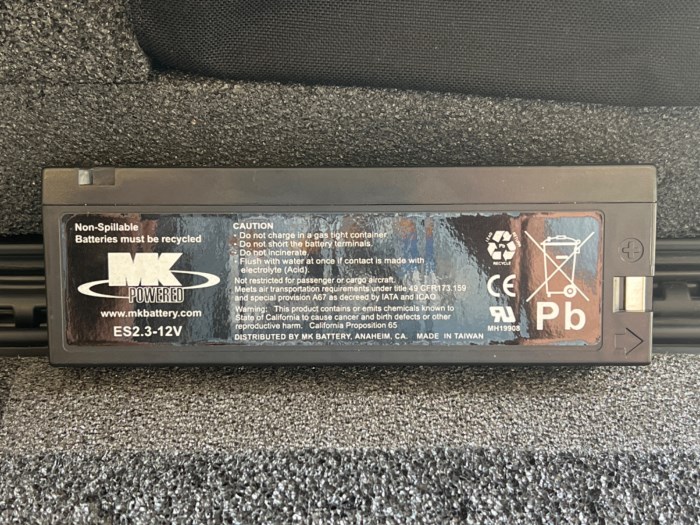 Non-Spillable
Batteries must be recycled
MK
POWERED
www.mkbattery.com
ES2.3-12V
CAUTION
- Do not charge in a gas tight container.
- Do not short the battery terminals.
- Do not incinerate.
- Flush with water at once if contact is made with
electrolyte (Acid).
Not restricted for passenger or cargo aircraft.
Meets air transportation requirements under title 49 CFR173.159
and special provision A67 as decreed by IATA and ICAO.
Warning: This product contains or emits chemicals known to
State of California to cause cancer and birth defects or other
reproductive harm. California Proposition 65
DISTRIBUTED BY MK BATTERY, ANAHEIM, CA. MADE IN TAIWAN
Pb
RECYCLE
CE
RU
MH19908
Pb
+